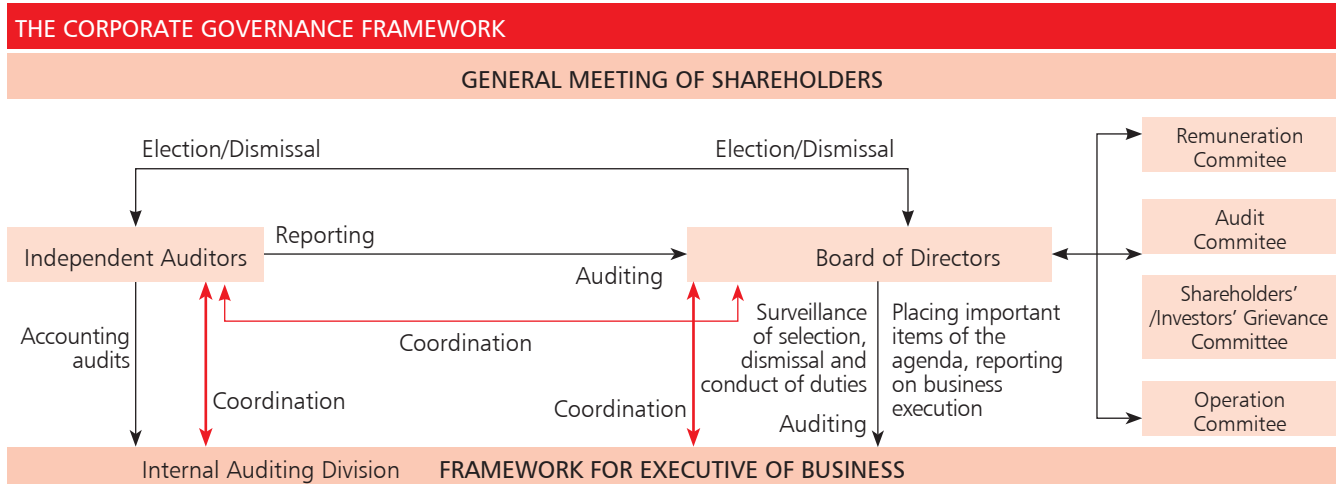 THE CORPORATE GOVERNANCE FRAMEWORK
GENERAL MEETING OF SHAREHOLDERS
Election/Dismissal
Election/Dismissal
Independent Auditors
Reporting
Auditing
Board of Directors
Remuneration
Commitee
Audit
Commitee
Shareholders'
/Investors' Grievance
Committee
Operation
Commitee
Accounting
audits
Coordination
Coordination
Coordination
Surveillance
of selection,
dismissal and
conduct of duties
Auditing
Placing important
items of the
agenda, reporting
on business
execution
Internal Auditing Division
FRAMEWORK FOR EXECUTIVE OF BUSINESS